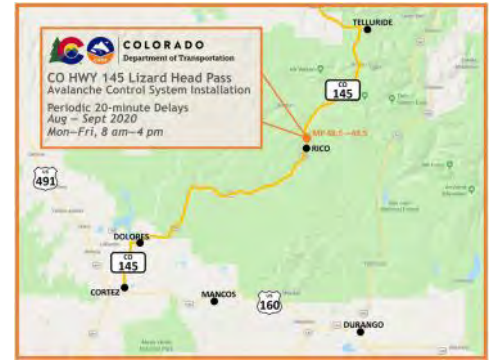 TELLURIDE
COLORADO
Department of Transportation
CO HWY 145 Lizard Head Pass
Avalanche Control System Installation
Periodic 20-minute Delays
Aug – Sept 2020
Mon–Fri, 8 am–4 pm
CO
145
RICO
US
491
DOLORES
CO
145
CORTEZ
MANCOS
US
160
DURANGO